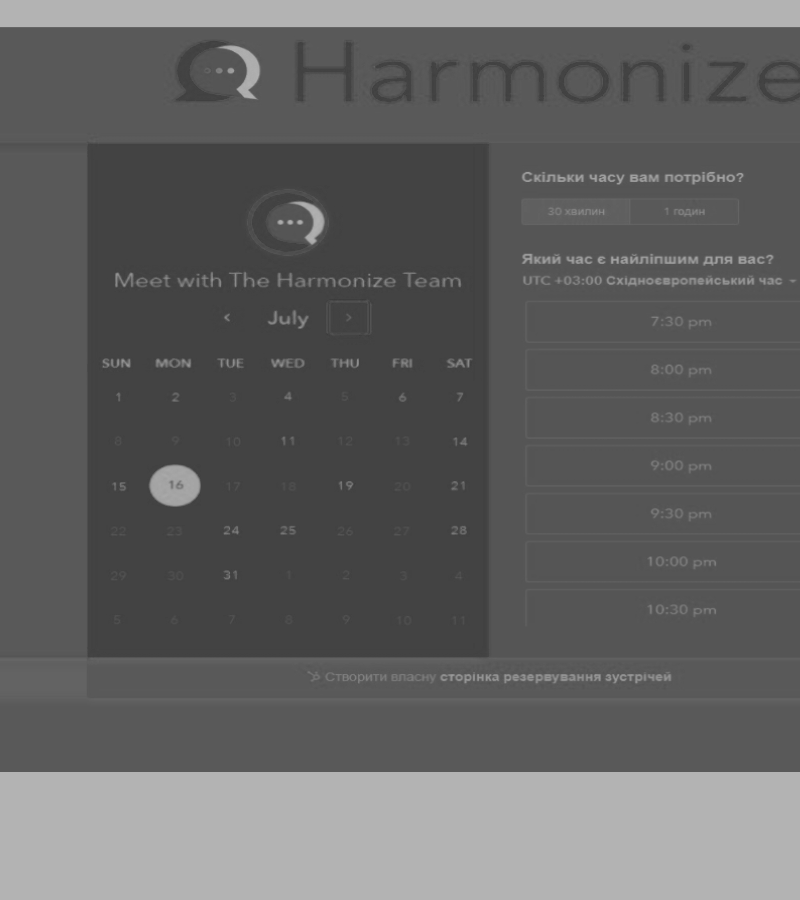 Harmonize
Meet with The Harmonize Team
July
SUN MON TUE WED THU FRI SAT
1 2 3 4 5 6 7
8 9 10 11 12 13 14
15 16 17 18 19 20 21
22 23 24 25 26 27 28
29 30 31 1 2 3 4
5 6 7 8 9 10 11
Скільки часу вам потрібно?
30 хвилин 1 годин
Який час є найліпшим для вас?
UTC +03:00 Східноєвропейський час
7:30 pm
8:00 pm
8:30 pm
9:00 pm
9:30 pm
10:00 pm
10:30 pm
Створити власну сторінка резервування зустрічей